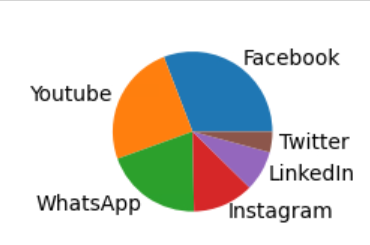 Facebook
Youtube
Twitter
LinkedIn
WhatsApp
Instagram